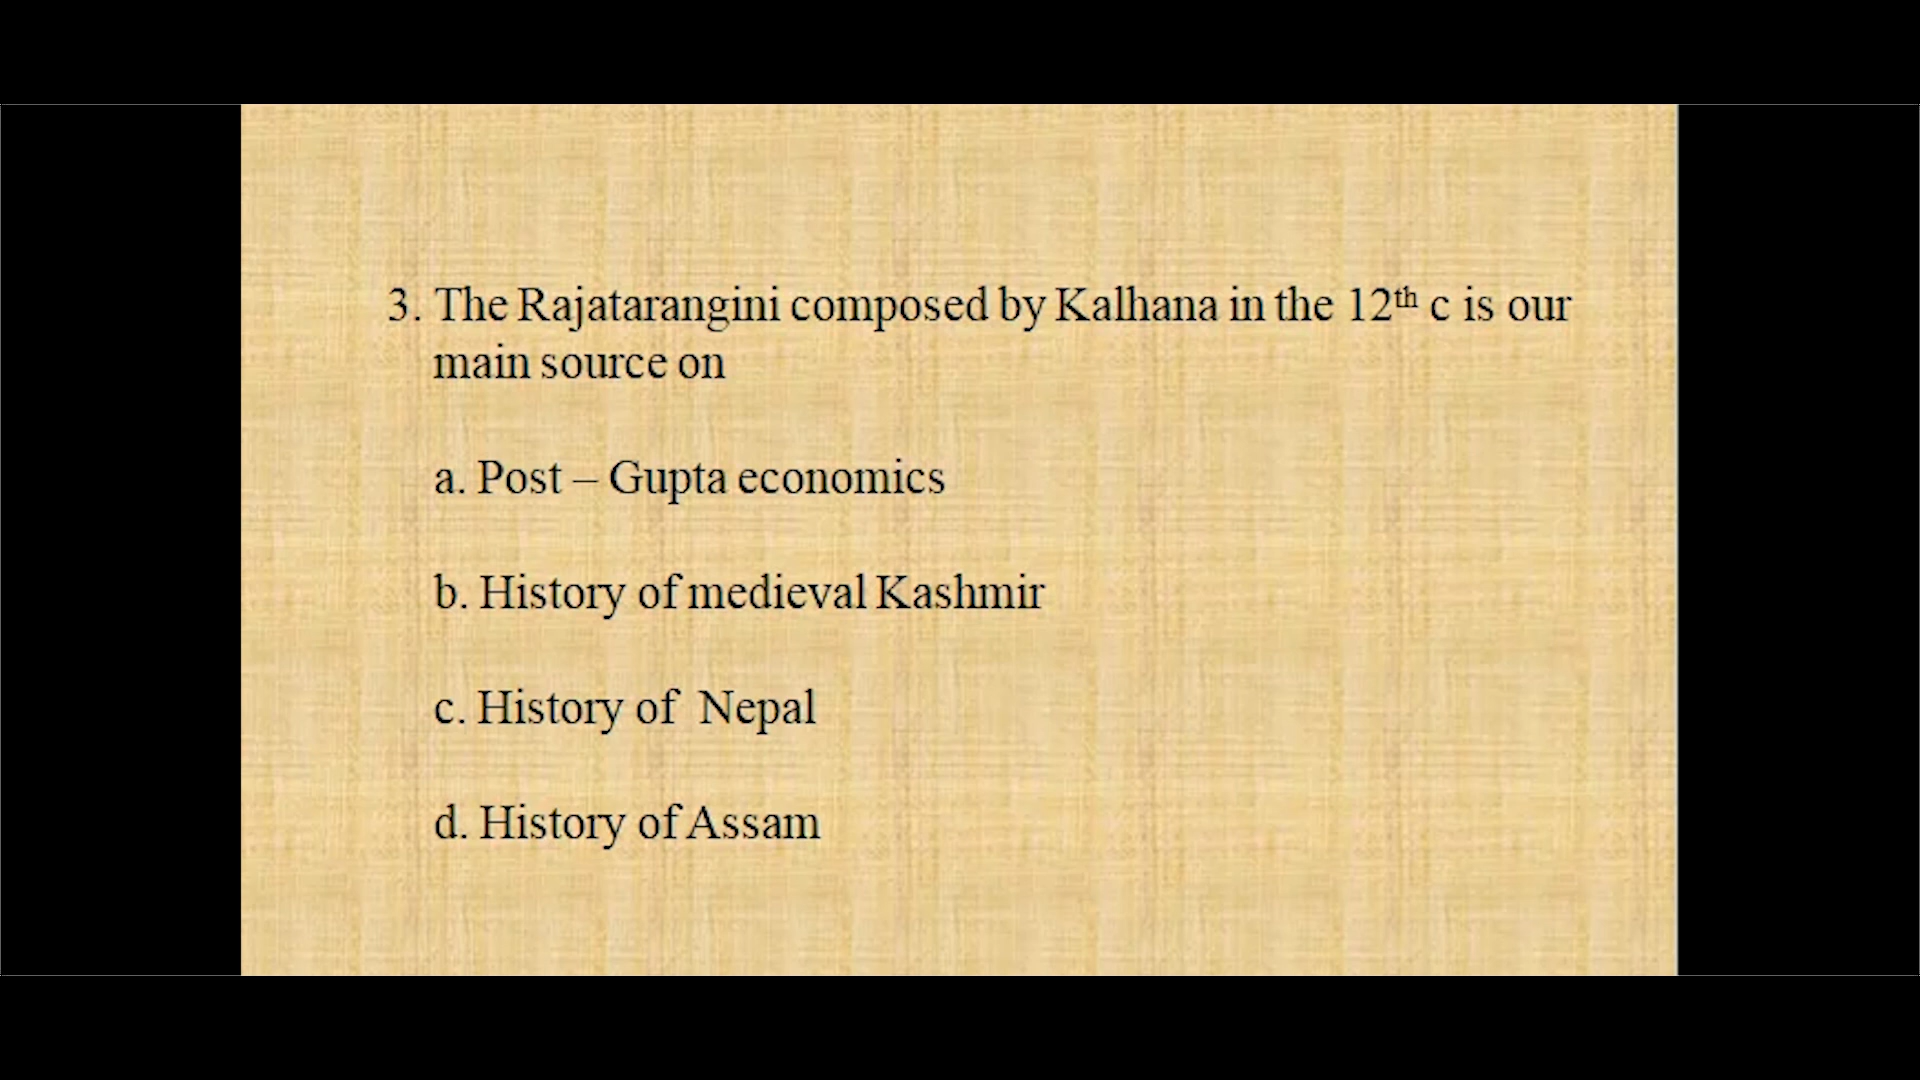 3. The Rajatarangini composed by Kalhana in the 12th c is our
main source on
a. Post – Gupta economics
b. History of medieval Kashmir
c. History of Nepal
d. History of Assam